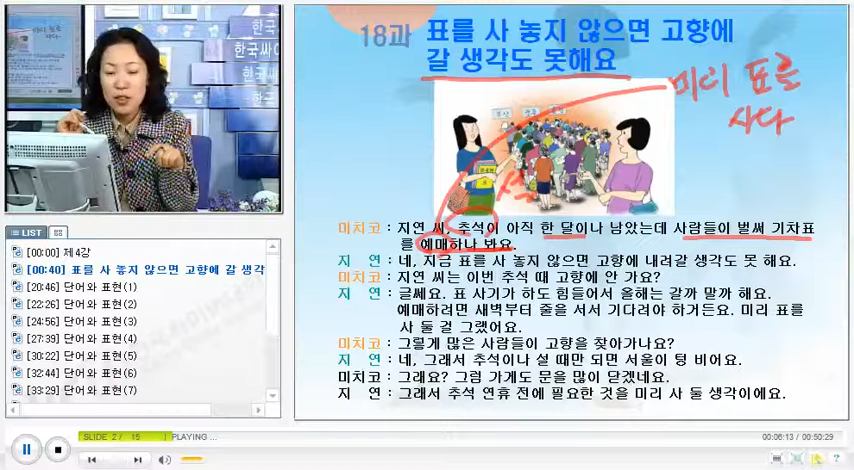 18과 표를 사 놓지 않으면 고향에
갈 생각도 못해요
미리 표를
사다
미치코 : 지연 씨, 추석이 아직 한 달이나 남았는데 사람들이 벌써 기차표
를 예매하나 봐요.
지 연 : 네, 지금 표를 사 놓지 않으면 고향에 내려갈 생각도 못 해요.
미치코 : 지연 씨는 이번 추석 때 고향에 안 가요?
지 연 : 글쎄요. 표 사기가 하도 힘들어서 올해는 갈까 말까 해요.
예매하려면 새벽부터 줄을 서서 기다려야 하거든요. 미리 표를
사 둘 걸 그랬어요.
미치코 : 그렇게 많은 사람들이 고향을 찾아가나요?
지 연 : 네, 그래서 추석이나 설 때만 되면 서울이 텅 비어요.
미치코 : 그래요? 그럼 가게도 문을 많이 닫겠네요.
지 연 : 그래서 추석 연휴 전에 필요한 것을 미리 사 둘 생각이에요.
한국
한국싸이
한국싸
한
LIST
[00:00] 제4강
[00:40] 표를 사 놓지 않으면 고향에 갈 생각
[20:46] 단어와 표현(1)
[22:26] 단어와 표현(2)
[24:56] 단어와 표현(3)
[27:39] 단어와 표현(4)
[30:22] 단어와 표현(5)
[32:44] 단어와 표현(6)
[33:29] 단어와 표현(7)
SLIDE 2 / 15 PLAYING ...
00:06:13 / 00:50:29